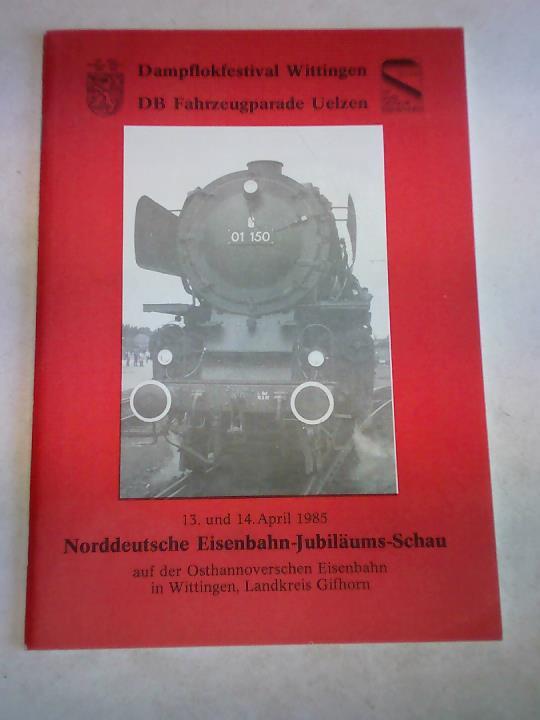 Dampflokfestival Wittingen
DB Fahrzeugparade Uelzen
01 150
13. und 14. April 1985
Norddeutsche Eisenbahn-Jubiläums-Schau
auf der Osthannoverschen Eisenbahn
in Wittingen, Landkreis Gifhorn